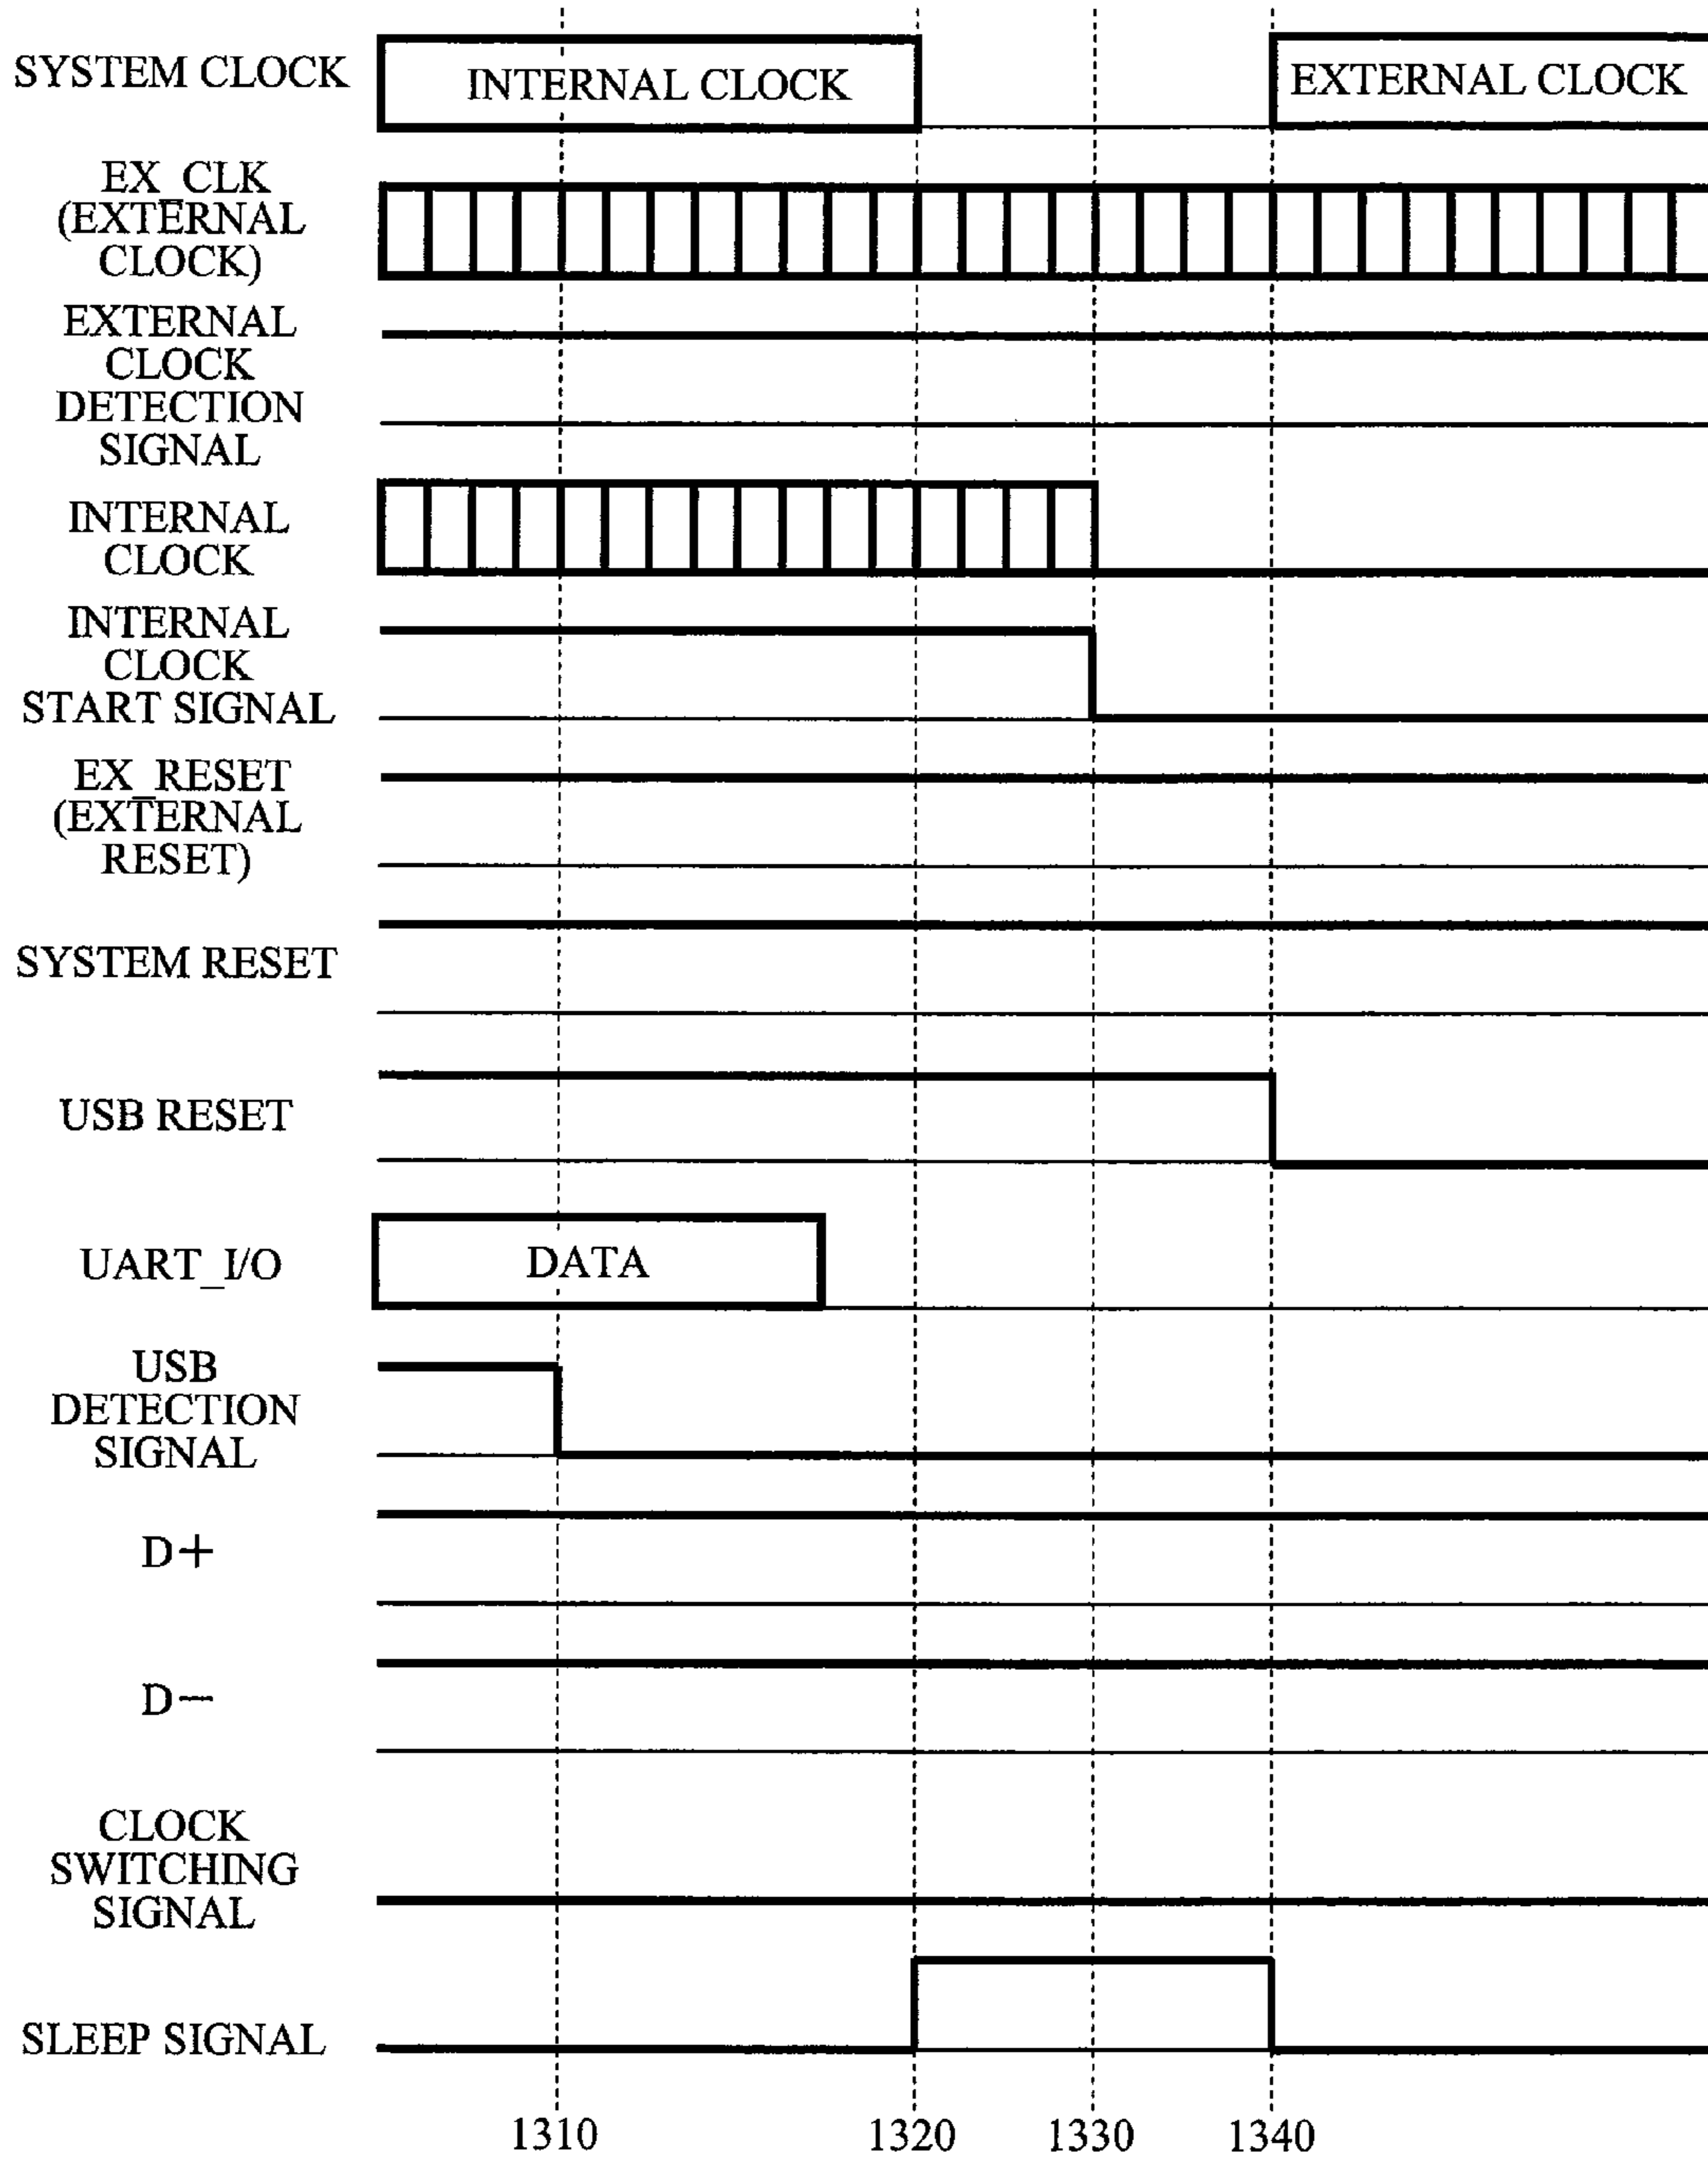 SYSTEM CLOCK
INTERNAL CLOCK
EXTERNAL CLOCK
EX_CLK
(EXTERNAL
CLOCK)
EXTERNAL
CLOCK
DETECTION
SIGNAL
INTERNAL
CLOCK
INTERNAL
CLOCK
START SIGNAL
EX_RESET
(EXTERNAL
RESET)
SYSTEM RESET
USB RESET
UART_I/O
DATA
USB
DETECTION
SIGNAL
D+
D−
CLOCK
SWITCHING
SIGNAL
SLEEP SIGNAL
1310
1320
1330
1340